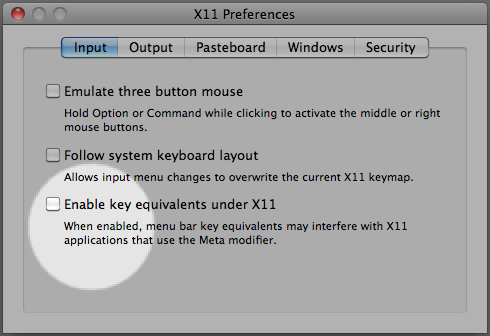 X11 Preferences
Input Output Pasteboard Windows Security
Emulate three button mouse
Hold Option or Command while clicking to activate the middle or right
mouse buttons.
Follow system keyboard layout
Allows input menu changes to overwrite the current X11 keymap.
Enable key equivalents under X11
When enabled, menu bar key equivalents may interfere with X11
applications that use the Meta modifier.